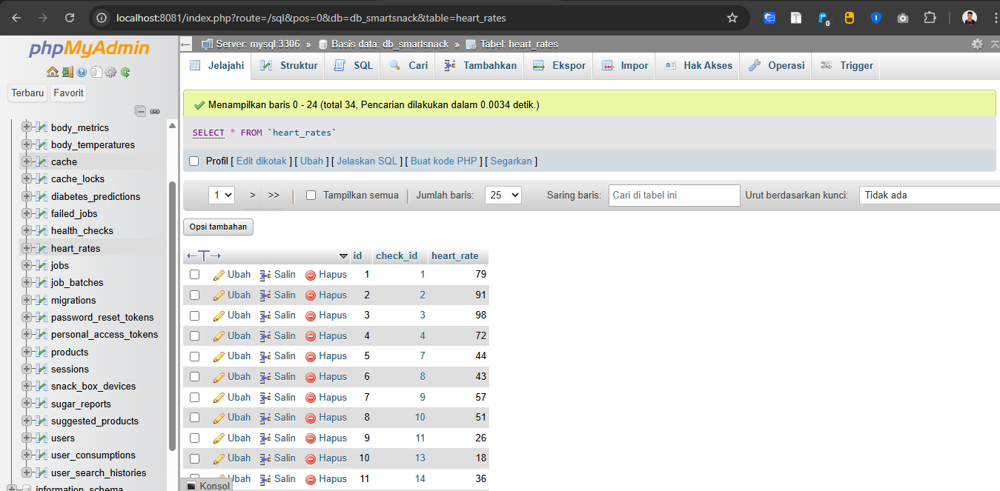 localhost:8081/index.php?route=/sql&pos=0&db=db_smartsnack&table=heart_rates
T
0
phpMyAdmin
Terbaru Favorit
body_metrics
body_temperatures
cache
cache_locks
diabetes_predictions
failed_jobs
health_checks
heart_rates
jobs
job_batches
migrations
password_reset_tokens
personal_access_tokens
products
sessions
snack_box_devices
sugar_reports
suggested_products
users
user_consumptions
user_search_histories
information_schema
Server: mysql:3306 » Basis data: db_smartsnack » Tabel: heart_rates
Jelajahi Struktur SQL Cari Tambahkan Ekspor Impor Hak Akses Operasi Trigger
Menampilkan baris 0 - 24 (total 34, Pencarian dilakukan dalam 0.0034 detik.)
SELECT * FROM `heart_rates`
Profil [ Edit dikotak ] [ Ubah ] [ Jelaskan SQL ] [ Buat kode PHP ] [ Segarkan ]
1 > >> | Tampilkan semua | Jumlah baris: 25 Saring baris: Cari di tabel ini Urut berdasarkan kunci: Tidak ada
Opsi tambahan
←T→ id check_id heart_rate
Ubah Salin Hapus 1 1 79
Ubah Salin Hapus 2 2 91
Ubah Salin Hapus 3 3 98
Ubah Salin Hapus 4 4 72
Ubah Salin Hapus 5 7 44
Ubah Salin Hapus 6 8 43
Ubah Salin Hapus 7 9 57
Ubah Salin Hapus 8 10 51
Ubah Salin Hapus 9 11 26
Ubah Salin Hapus 10 13 18
Ubah Salin Hapus 11 14 36
Konsol